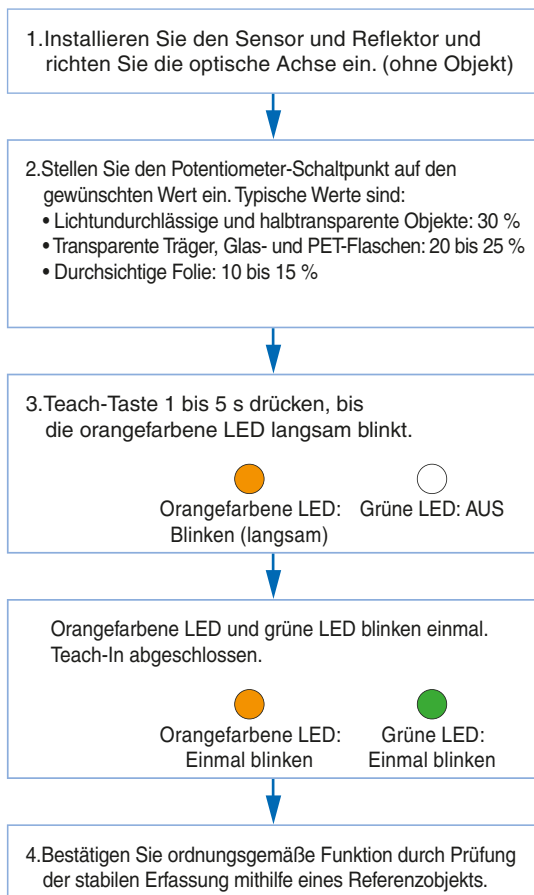 1.Installieren Sie den Sensor und Reflektor und
richten Sie die optische Achse ein. (ohne Objekt)
2.Stellen Sie den Potentiometer-Schaltpunkt auf den
gewünschten Wert ein. Typische Werte sind:
• Lichtundurchlässige und halbtransparente Objekte: 30 %
• Transparente Träger, Glas- und PET-Flaschen: 20 bis 25 %
• Durchsichtige Folie: 10 bis 15 %
3.Teach-Taste 1 bis 5 s drücken, bis
die orangefarbene LED langsam blinkt.
Orangefarbene LED: Grüne LED: AUS
Blinken (langsam)
Orangefarbene LED und grüne LED blinken einmal.
Teach-In abgeschlossen.
Orangefarbene LED: Grüne LED:
Einmal blinken Einmal blinken
4.Bestätigen Sie ordnungsgemäße Funktion durch Prüfung
der stabilen Erfassung mithilfe eines Referenzobjekts.